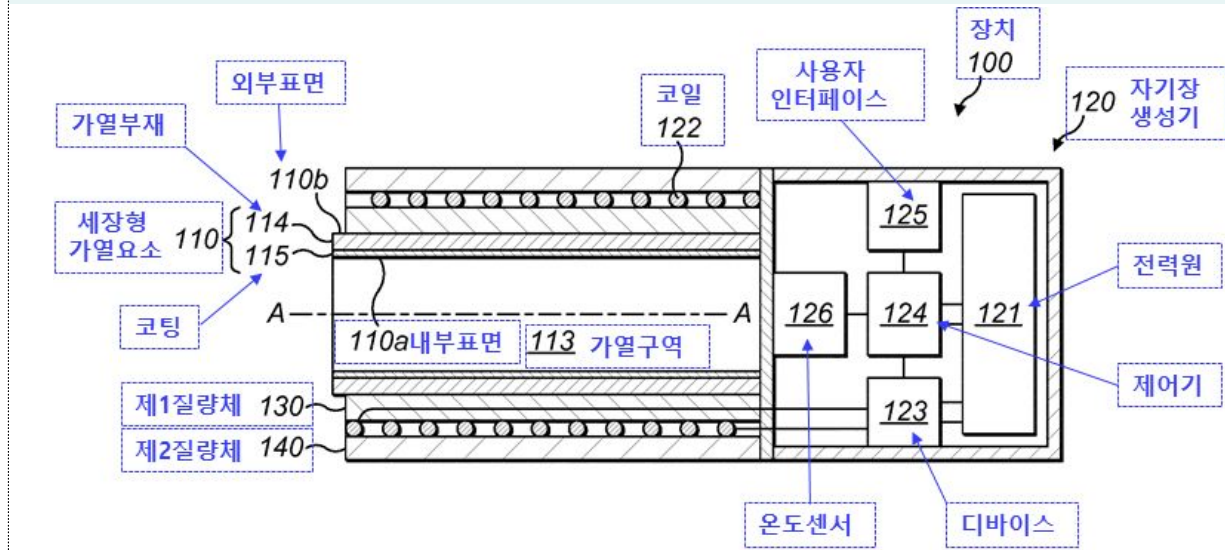 장치
100
외부표면
코일
122
사용자
인터페이스
120 자기장
생성기
가열부재
110b
세장형
가열요소
110
114
115
125
전력원
코팅
A
A
126
124
121
110a내부표면
113 가열구역
제어기
제1질량체 130
123
제2질량체 140
온도센서
디바이스